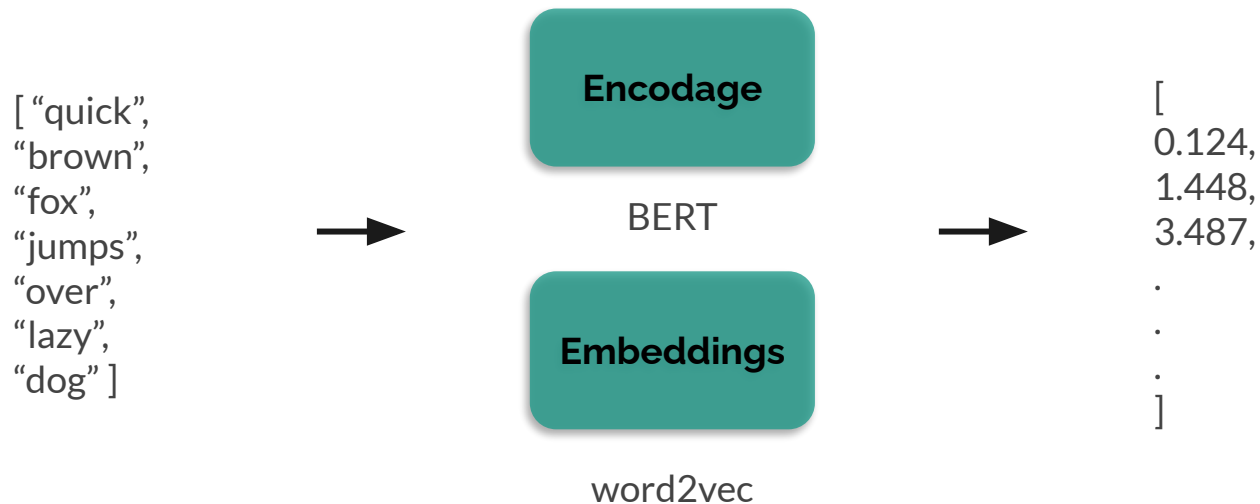 [ “quick”,
“brown”,
“fox”,
“jumps”,
“over”,
“lazy”,
“dog” ]
Encodage
BERT
Embeddings
word2vec
[
0.124,
1.448,
3.487,
.
.
.
]